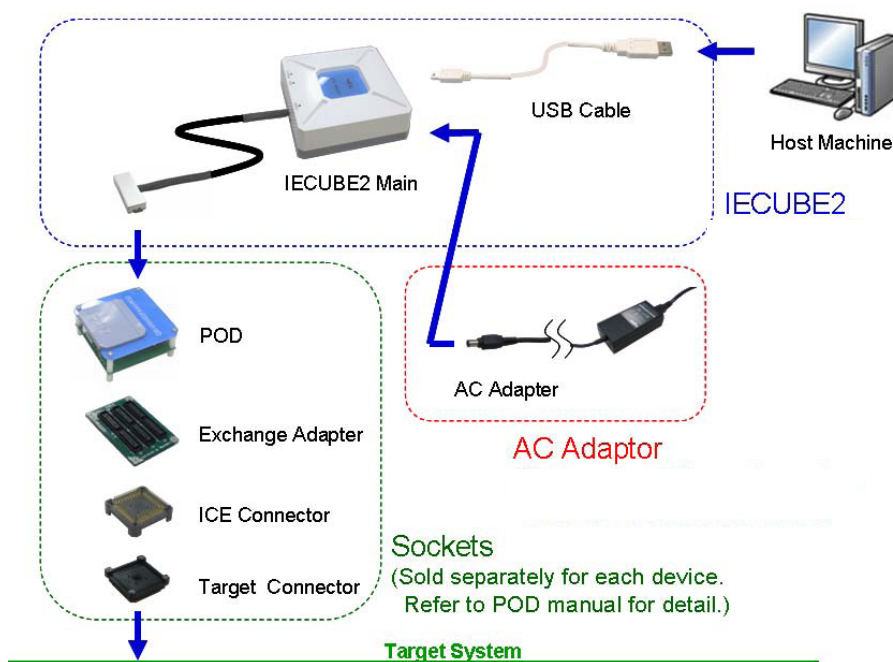 USB Cable
Host Machine
IECUBE2 Main
IECUBE2
POD
AC Adapter
Exchange Adapter
AC Adaptor
ICE Connector
Sockets
(Sold separately for each device.
Refer to POD manual for detail.)
Target Connector
Target System